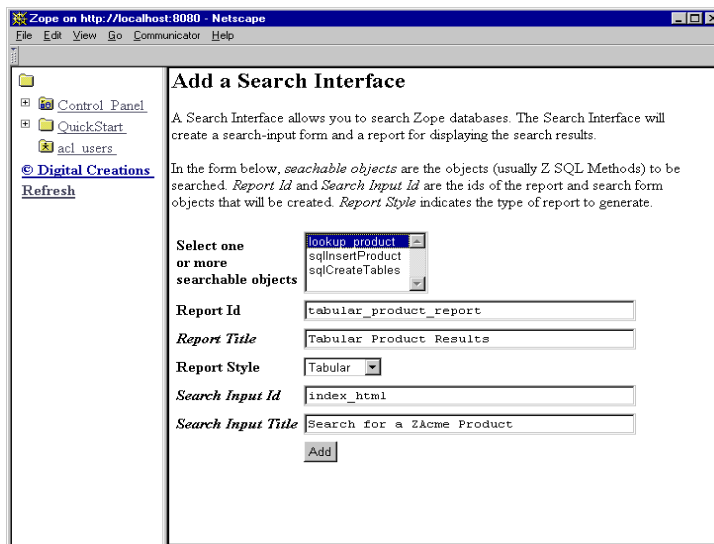 Zope on http://localhost:8080 - Netscape
File Edit View Go Communicator Help
Control_Panel
QuickStart
acl_users
© Digital Creations
Refresh
Add a Search Interface
A Search Interface allows you to search Zope databases. The Search Interface will
create a search-input form and a report for displaying the search results.
In the form below, seachable objects are the objects (usually Z SQL Methods) to be
searched. Report Id and Search Input Id are the ids of the report and search form
objects that will be created. Report Style indicates the type of report to generate.
Select one
or more
searchable objects
lookup_product
sqlInsertProduct
sqlCreateTables
Report Id tabular_product_report
Report Title Tabular Product Results
Report Style Tabular
Search Input Id index_html
Search Input Title Search for a ZAcme Product
Add